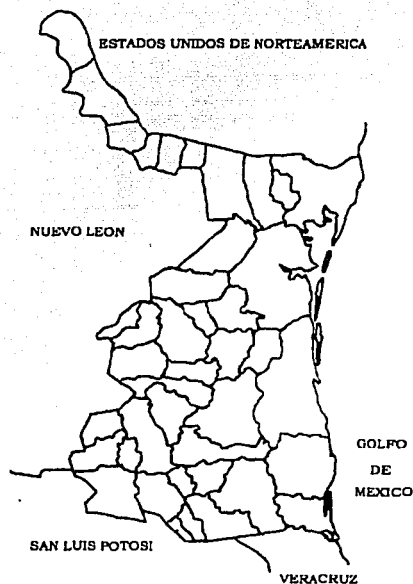 ESTADOS UNIDOS DE NORTEAMERICA
NUEVO LEON
GOLFO
DE
MEXICO
SAN LUIS POTOSI
VERACRUZ